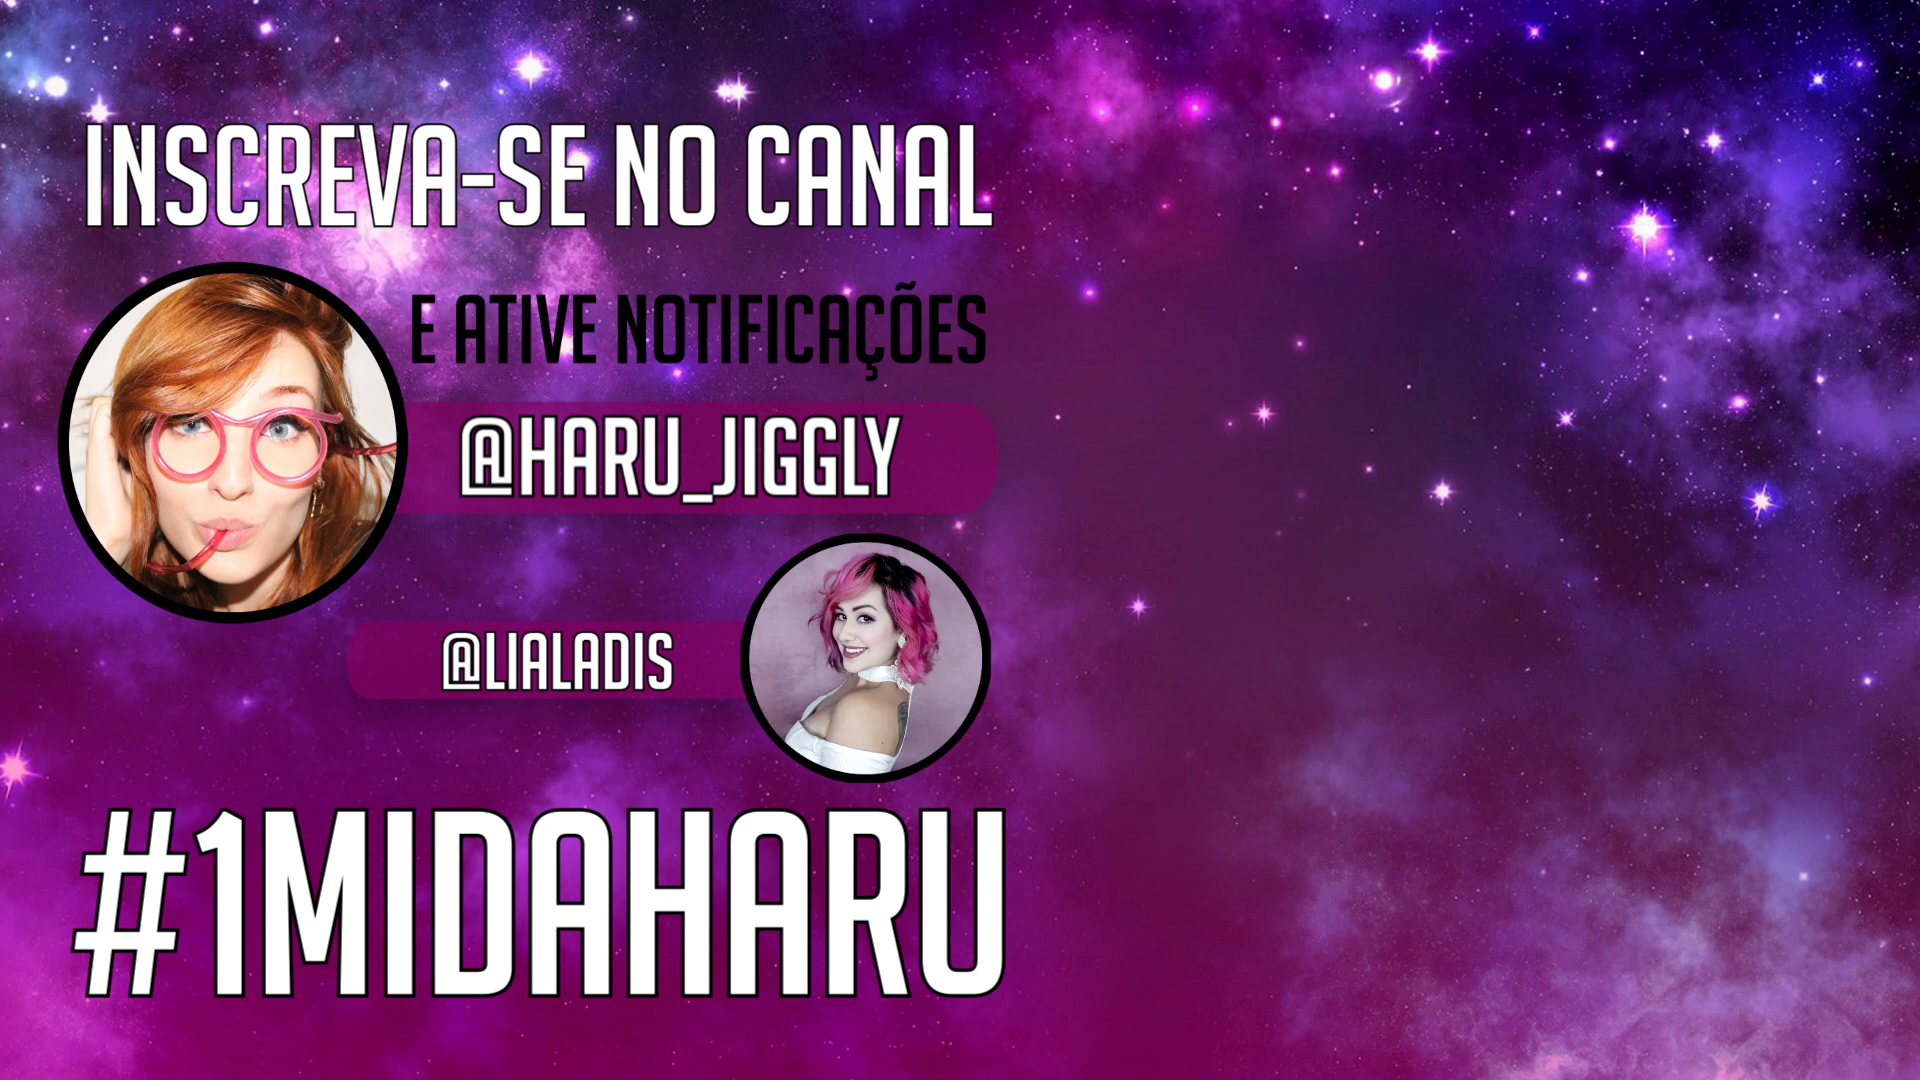 INSCREVA-SE NO CANAL
E ATIVE NOTIFICAÇÕES
@HARU_JIGGLY
@LIALADIS
#1MIDAHARU